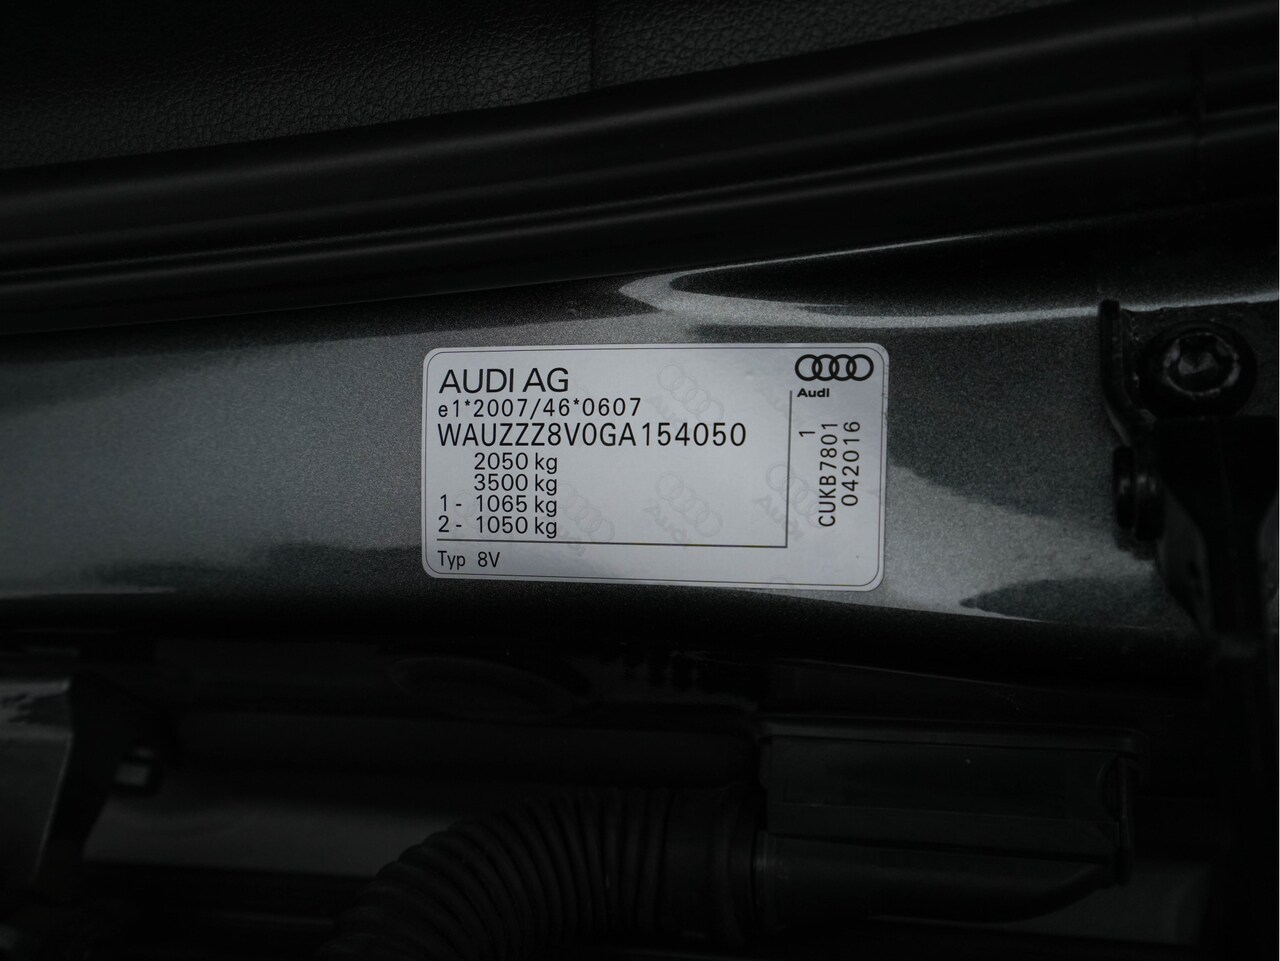 AUDI AG
e1*2007/46*0607
WAUZZZ8V0GA154050
2050 kg
3500 kg
1 - 1065 kg
2 - 1050 kg
Typ 8V
Audi
1
CUKB7801
042016